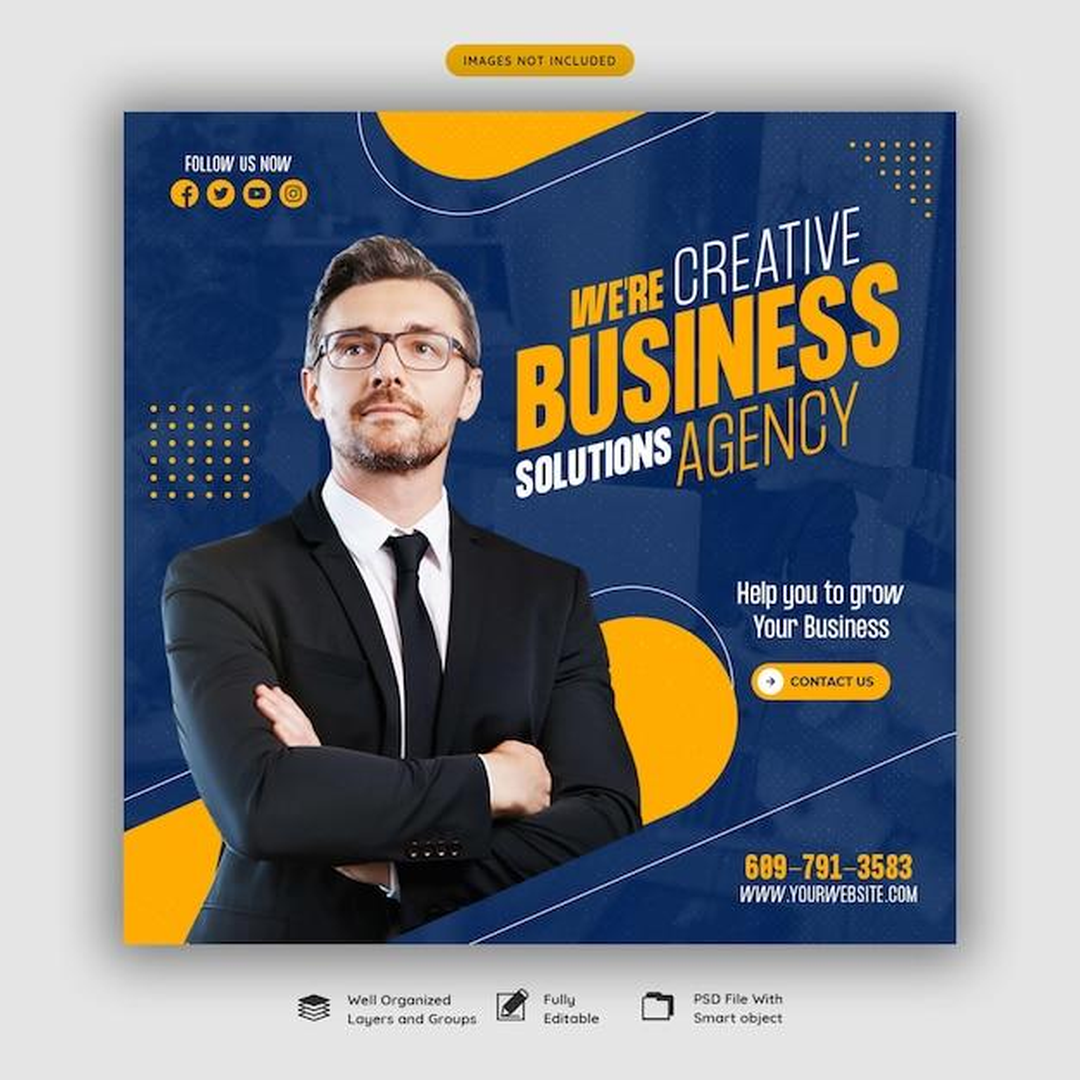 IMAGES NOT INCLUDED
FOLLOW US NOW
WE'RE CREATIVE
BUSINESS
SOLUTIONS AGENCY
Help you to grow
Your Business
CONTACT US
609-791-3583
WWW.YOURWEBSITE.COM
Well Organized
Layers and Groups
Fully
Editable
PSD File With
Smart object